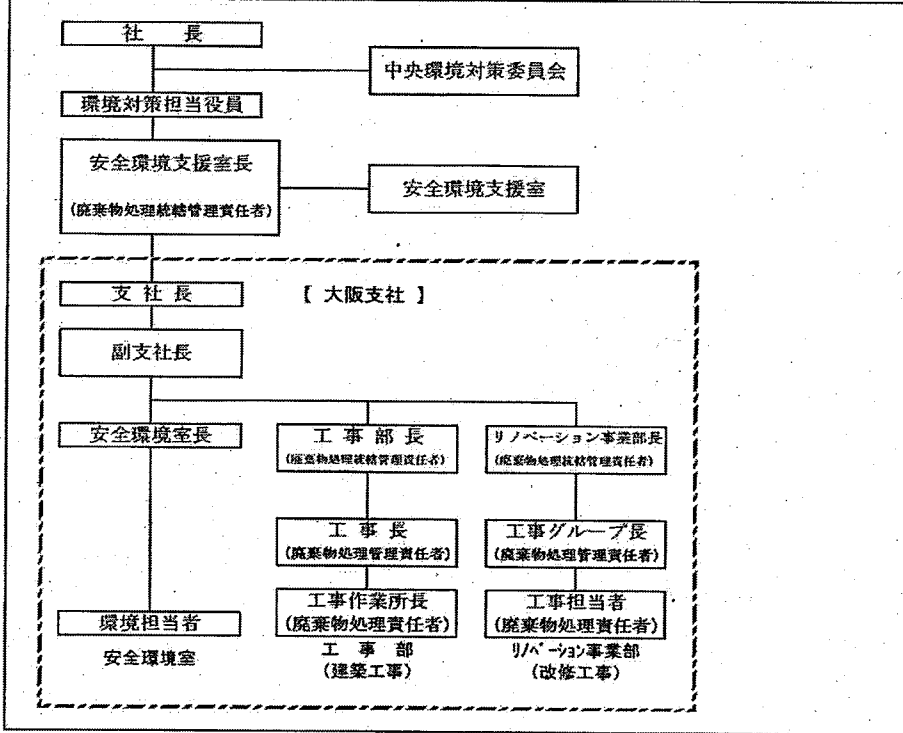 社　長
中央環境対策委員会
環境対策担当役員
安全環境支援室長
(廃棄物処理統轄管理責任者)
安全環境支援室
支 社 長
【 大阪支社 】
副支社長
安全環境室長
工 事 部 長
(廃棄物処理統轄管理責任者)
リノベーション事業部長
(廃棄物処理統轄管理責任者)
工 事 長
(廃棄物処理管理責任者)
工事グループ長
(廃棄物処理管理責任者)
環境担当者
工事作業所長
(廃棄物処理責任者)
工事担当者
(廃棄物処理責任者)
安全環境室
工　事　部
(建築工事)
リノベーション事業部
(改修工事)